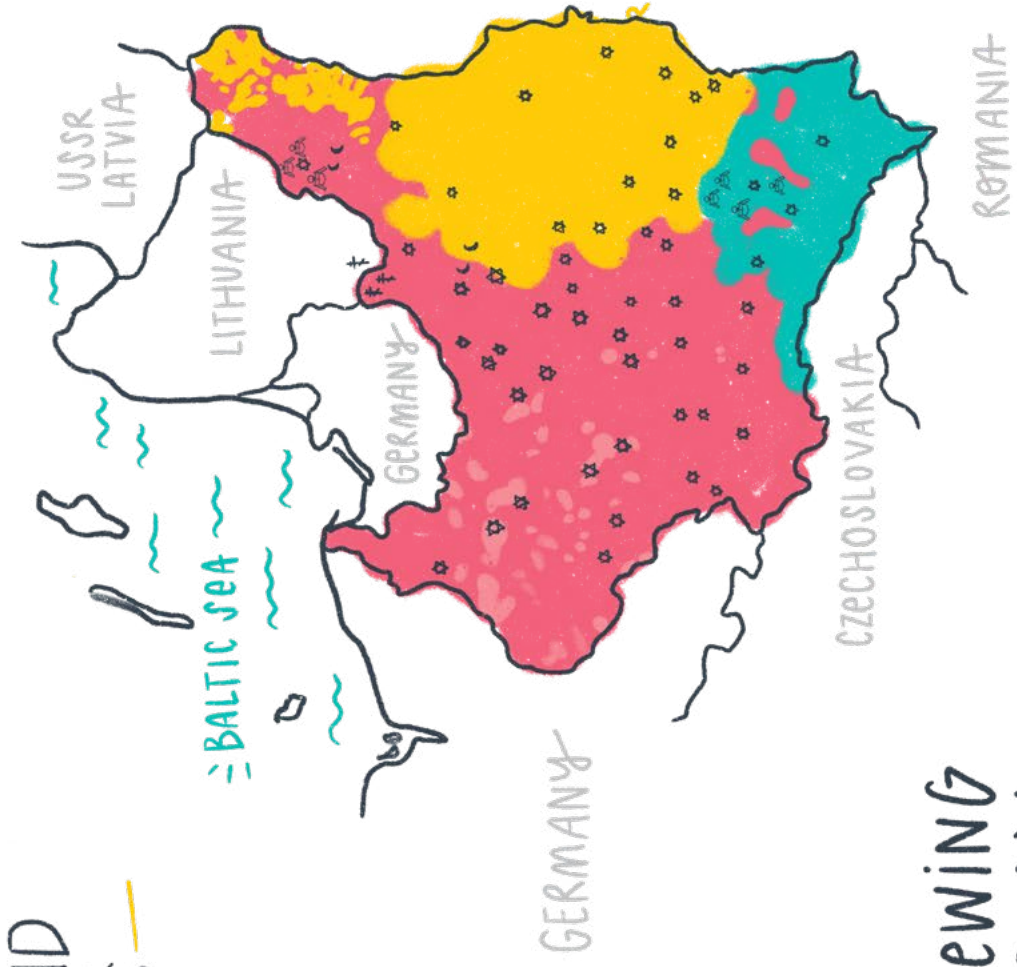 USSR
LATVIA
LITHUANIA
GERMANY
BALTIC SEA
GERMANY
CZECHOSLOVAKIA
ROMANIA
EWING